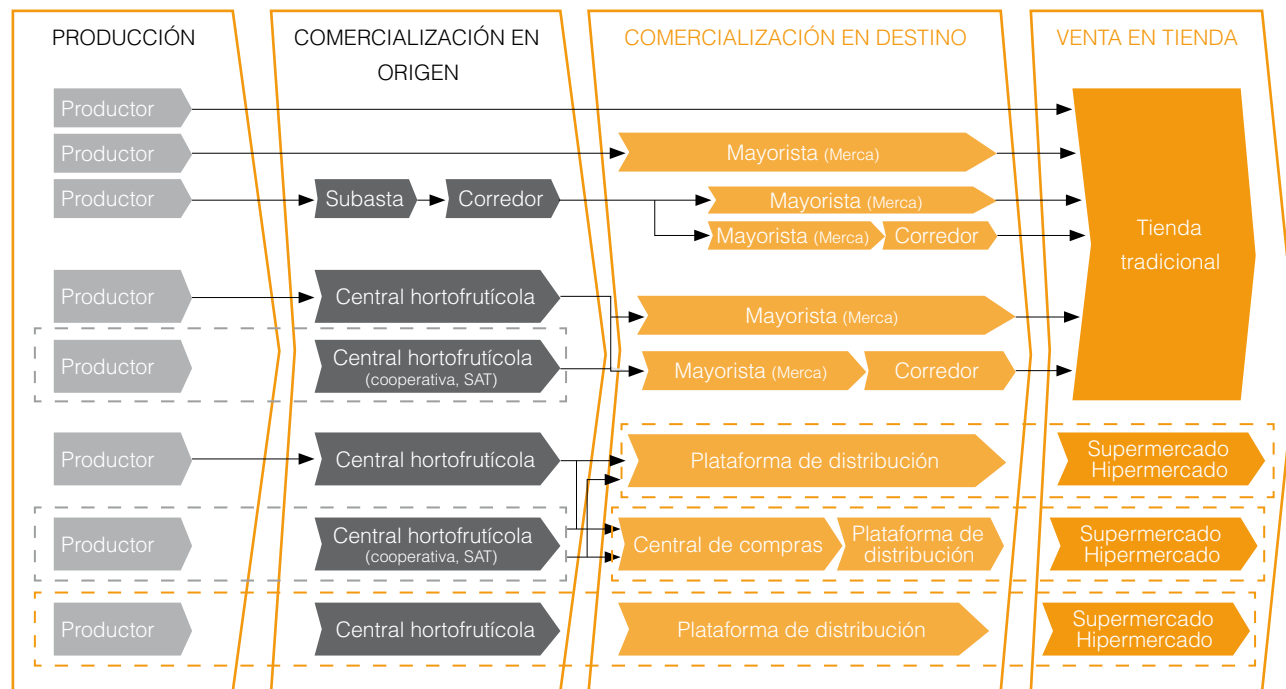 PRODUCCIÓN
COMERCIALIZACIÓN EN
ORIGEN
COMERCIALIZACIÓN EN DESTINO
VENTA EN TIENDA
Productor
Productor
Mayorista (Merca)
Productor
Subasta
Corredor
Mayorista (Merca)
Mayorista (Merca)
Corredor
Tienda
tradicional
Productor
Central hortofrutícola
Mayorista (Merca)
Productor
Central hortofrutícola
(cooperativa, SAT)
Mayorista (Merca)
Corredor
Productor
Central hortofrutícola
Plataforma de distribución
Supermercado
Hipermercado
Productor
Central hortofrutícola
(cooperativa, SAT)
Central de compras
Plataforma de
distribución
Supermercado
Hipermercado
Productor
Central hortofrutícola
Plataforma de distribución
Supermercado
Hipermercado